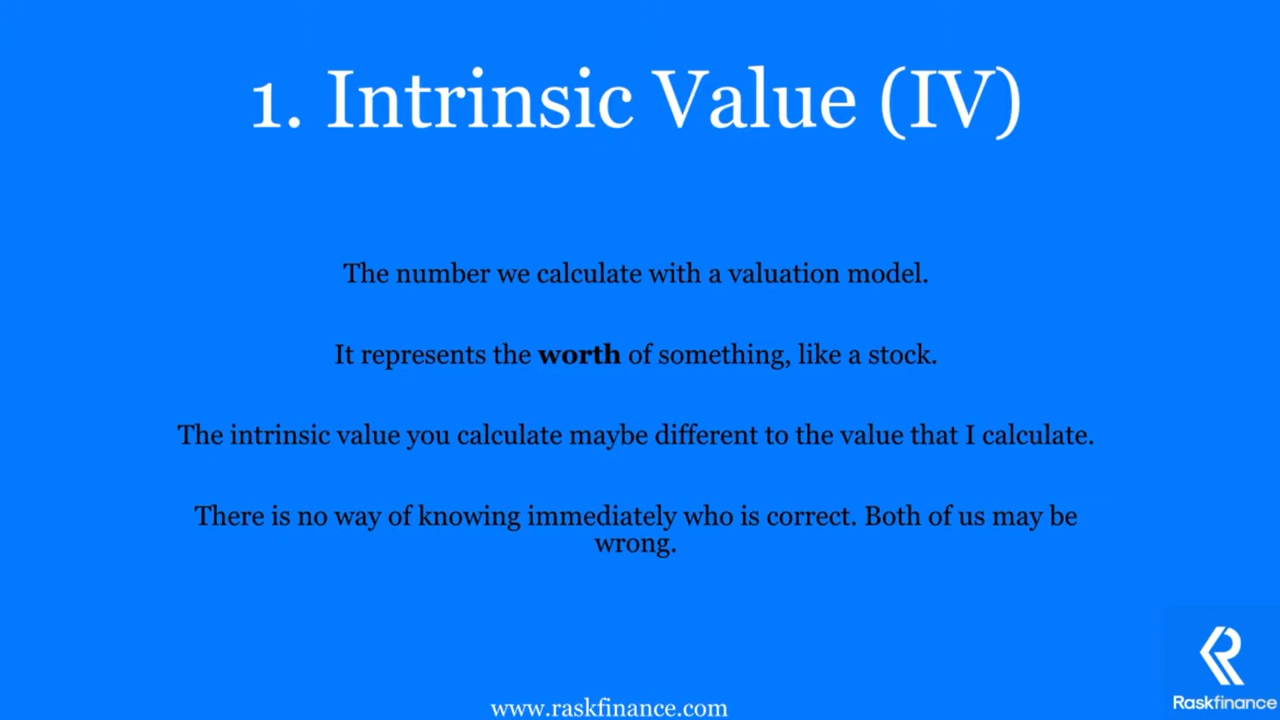 1. Intrinsic Value (IV)
The number we calculate with a valuation model.
It represents the worth of something, like a stock.
The intrinsic value you calculate maybe different to the value that I calculate.
There is no way of knowing immediately who is correct. Both of us may be
wrong.
Raskfinance
www.raskfinance.com